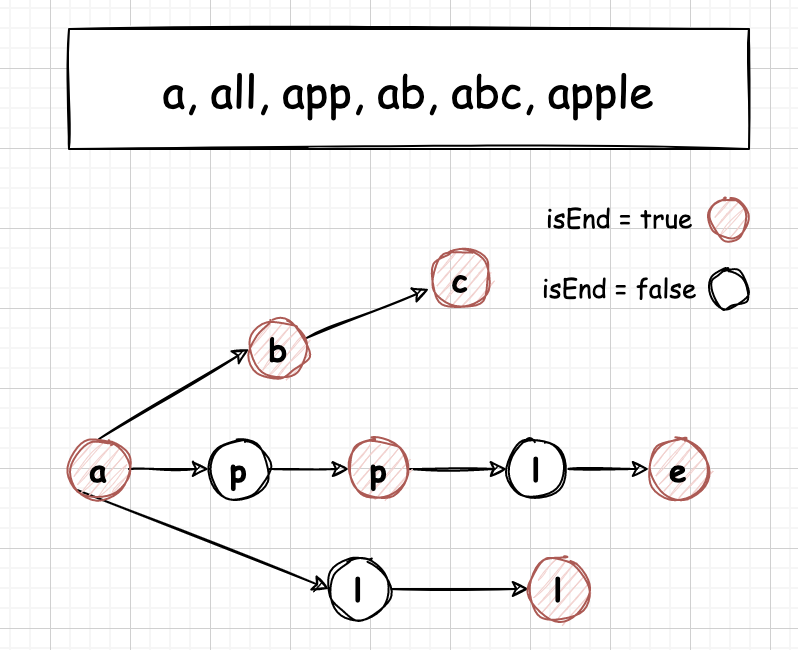 a, all, app, ab, abc, apple
isEnd = true
isEnd = false
c
b
a p p l e
l l